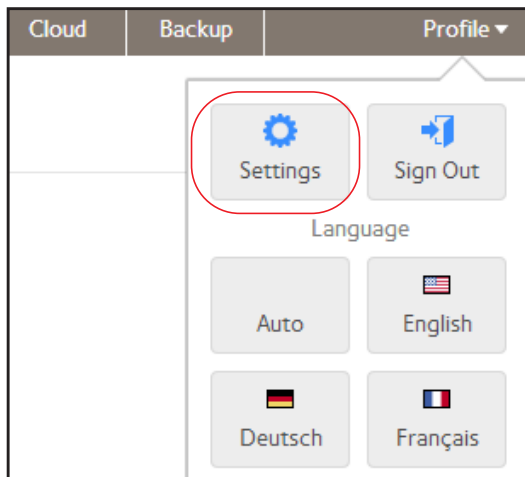 Cloud Backup Profile
Settings Sign Out
Language
Auto English
Deutsch Français